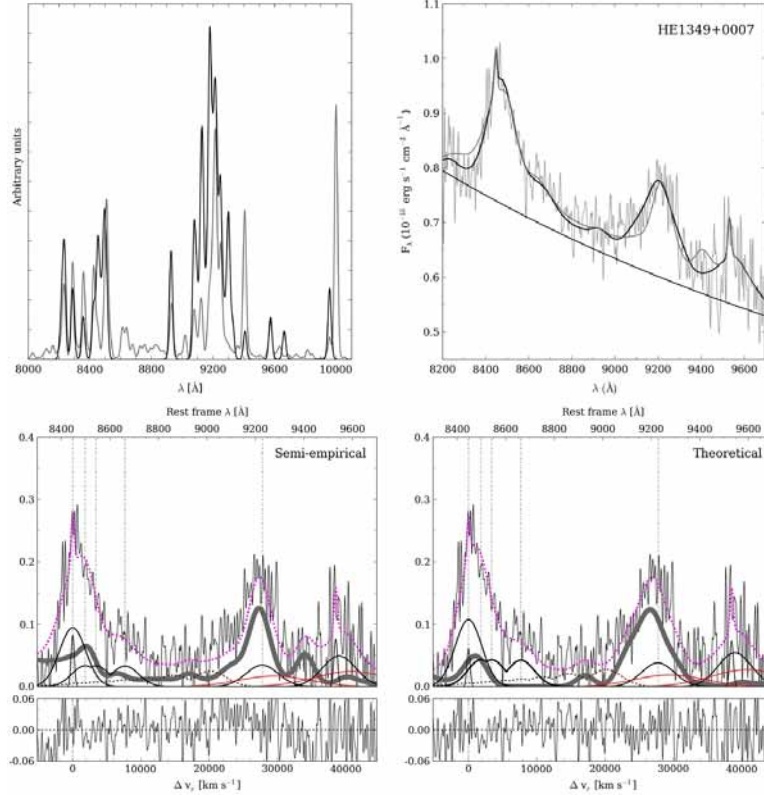 Arbitrary units
8000 8400 8800 9200 9600 10000
λ [Å]
HE1349+0007
1.1
1.0
0.9
0.8
0.7
0.6
0.5
F_λ (10⁻¹⁵ erg s⁻¹ cm⁻² Å⁻¹)
8200 8400 8600 8800 9000 9200 9400 9600
λ (Å)
Rest frame λ [Å]
8400 8600 8800 9000 9200 9400 9600
Semi-empirical
0.4
0.3
0.2
0.1
0.0
0.06
0.00
-0.06
0 10000 20000 30000 40000
Δ vᵣ [km s⁻¹]
Rest frame λ [Å]
8400 8600 8800 9000 9200 9400 9600
Theoretical
0.4
0.3
0.2
0.1
0.0
0.06
0.00
-0.06
0 10000 20000 30000 40000
Δ vᵣ [km s⁻¹]